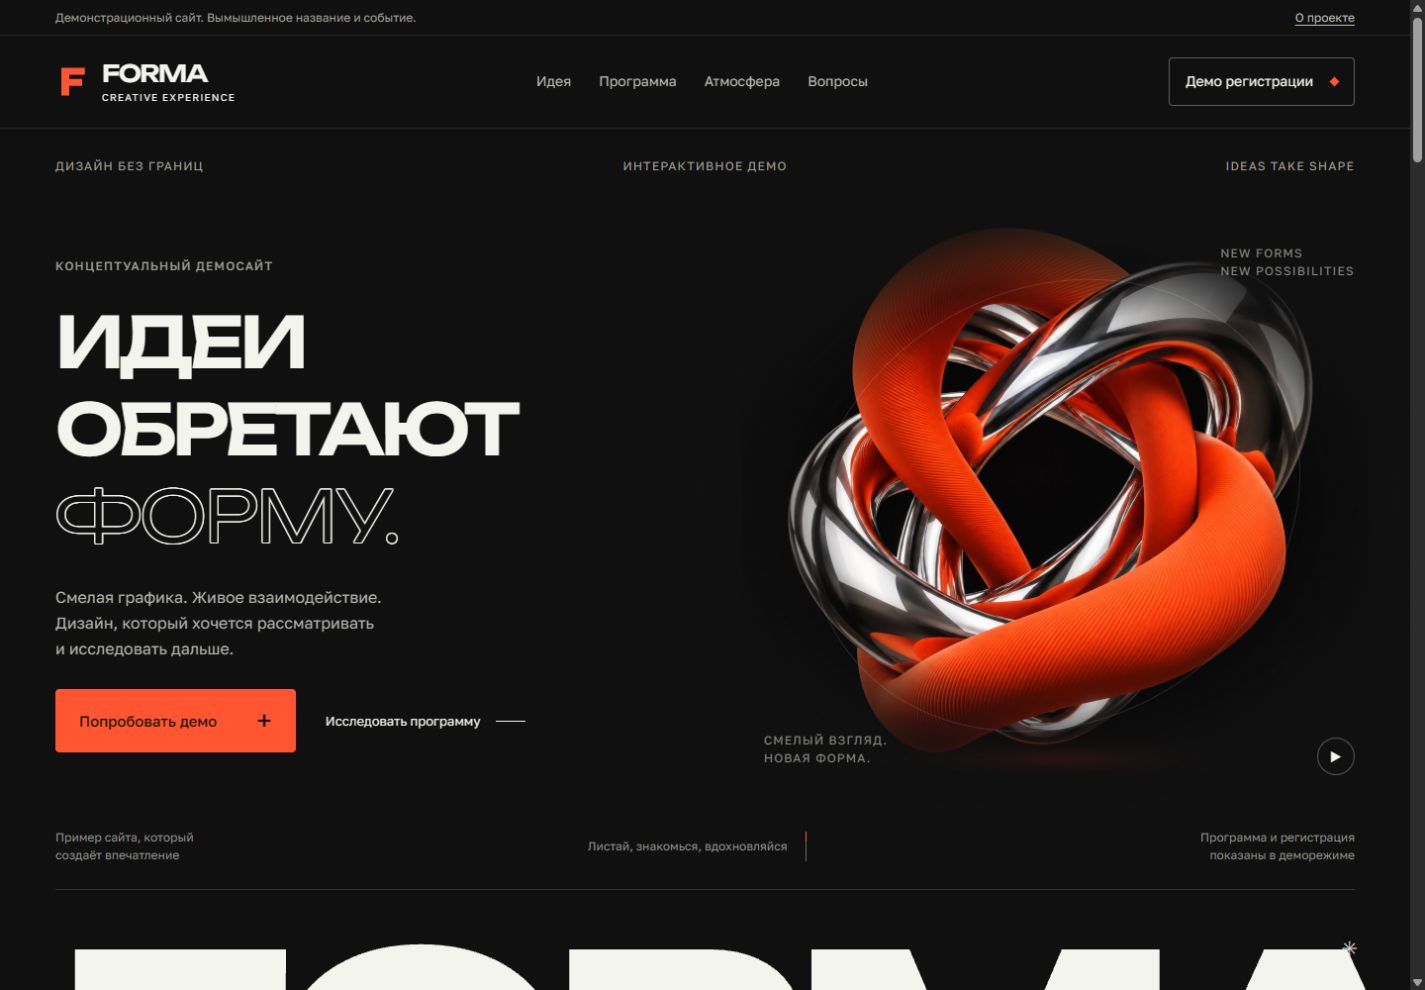 Демонстрационный сайт. Вымышленное название и событие.
О проекте
F FORMA
CREATIVE EXPERIENCE
Идея
Программа
Атмосфера
Вопросы
Демо регистрации
ДИЗАЙН БЕЗ ГРАНИЦ
ИНТЕРАКТИВНОЕ ДЕМО
IDEAS TAKE SHAPE
NEW FORMS
NEW POSSIBILITIES
КОНЦЕПТУАЛЬНЫЙ ДЕМОСАЙТ
ИДЕИ
ОБРЕТАЮТ
ФОРМУ.
Смелая графика. Живое взаимодействие.
Дизайн, который хочется рассматривать
и исследовать дальше.
Попробовать демо +
Исследовать программу
СМЕЛЫЙ ВЗГЛЯД.
НОВАЯ ФОРМА.
Пример сайта, который
создаёт впечатление
Листай, знакомься, вдохновляйся
Программа и регистрация
показаны в деморежиме
FORMA